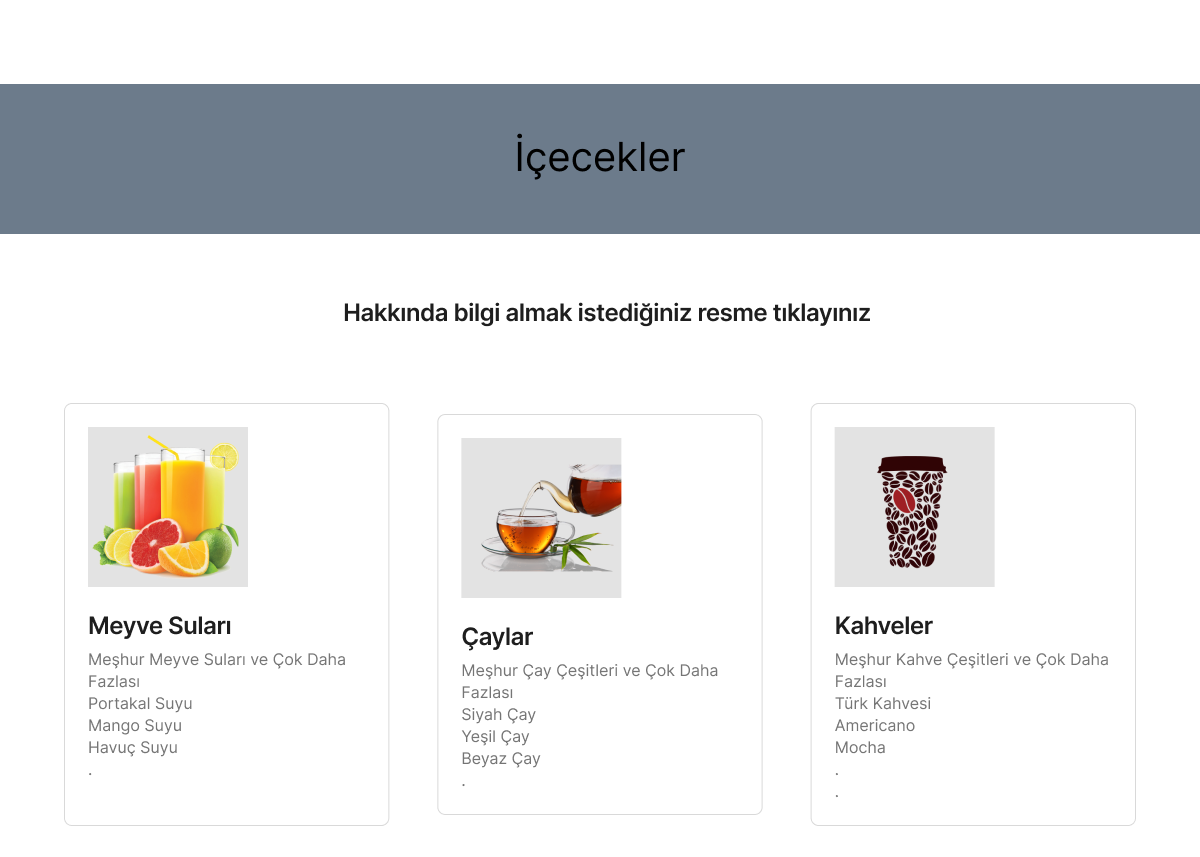 İçecekler
Hakkında bilgi almak istediğiniz resme tıklayınız
Meyve Suları
Meşhur Meyve Suları ve Çok Daha
Fazlası
Portakal Suyu
Mango Suyu
Havuç Suyu
.
Çaylar
Meşhur Çay Çeşitleri ve Çok Daha
Fazlası
Siyah Çay
Yeşil Çay
Beyaz Çay
.
Kahveler
Meşhur Kahve Çeşitleri ve Çok Daha
Fazlası
Türk Kahvesi
Americano
Mocha
.
.